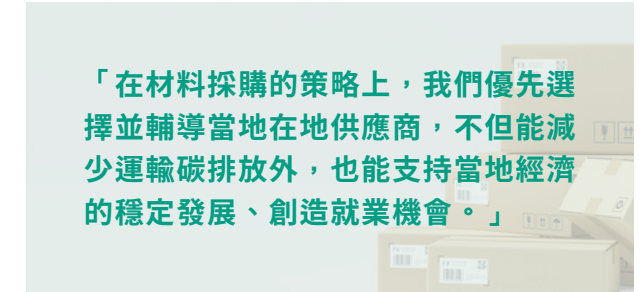 「在材料採購的策略上，我們優先選
擇並輔導當地在地供應商，不但能減
少運輸碳排放外，也能支持當地經濟
的穩定發展、創造就業機會。」